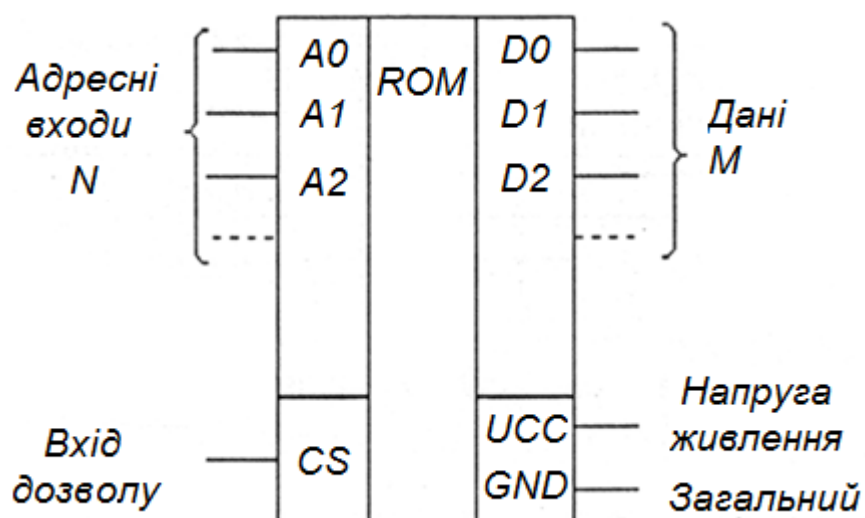 Адресні
входи
N
A0
A1
A2
ROM
D0
D1
D2
Дані
M
Вхід
дозволу
CS
UCC
GND
Напруга
живлення
Загальний